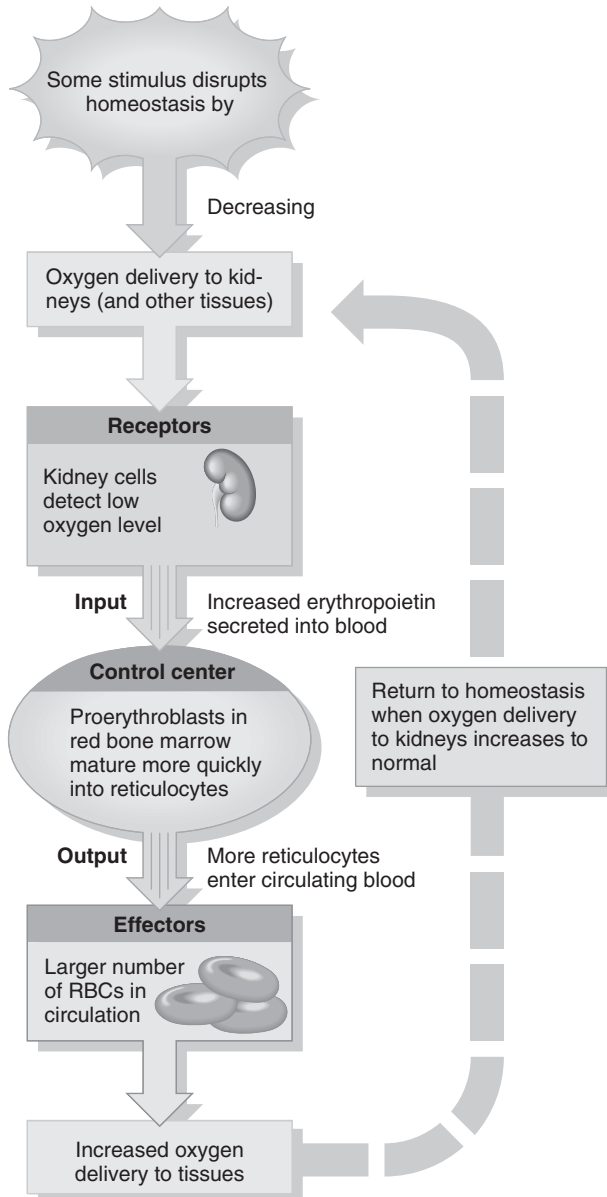 Some stimulus disrupts
homeostasis by
Decreasing
Oxygen delivery to kid-
neys (and other tissues)
Receptors
Kidney cells
detect low
oxygen level
Input
Increased erythropoietin
secreted into blood
Control center
Proerythroblasts in
red bone marrow
mature more quickly
into reticulocytes
Return to homeostasis
when oxygen delivery
to kidneys increases to
normal
Output
More reticulocytes
enter circulating blood
Effectors
Larger number
of RBCs in
circulation
Increased oxygen
delivery to tissues